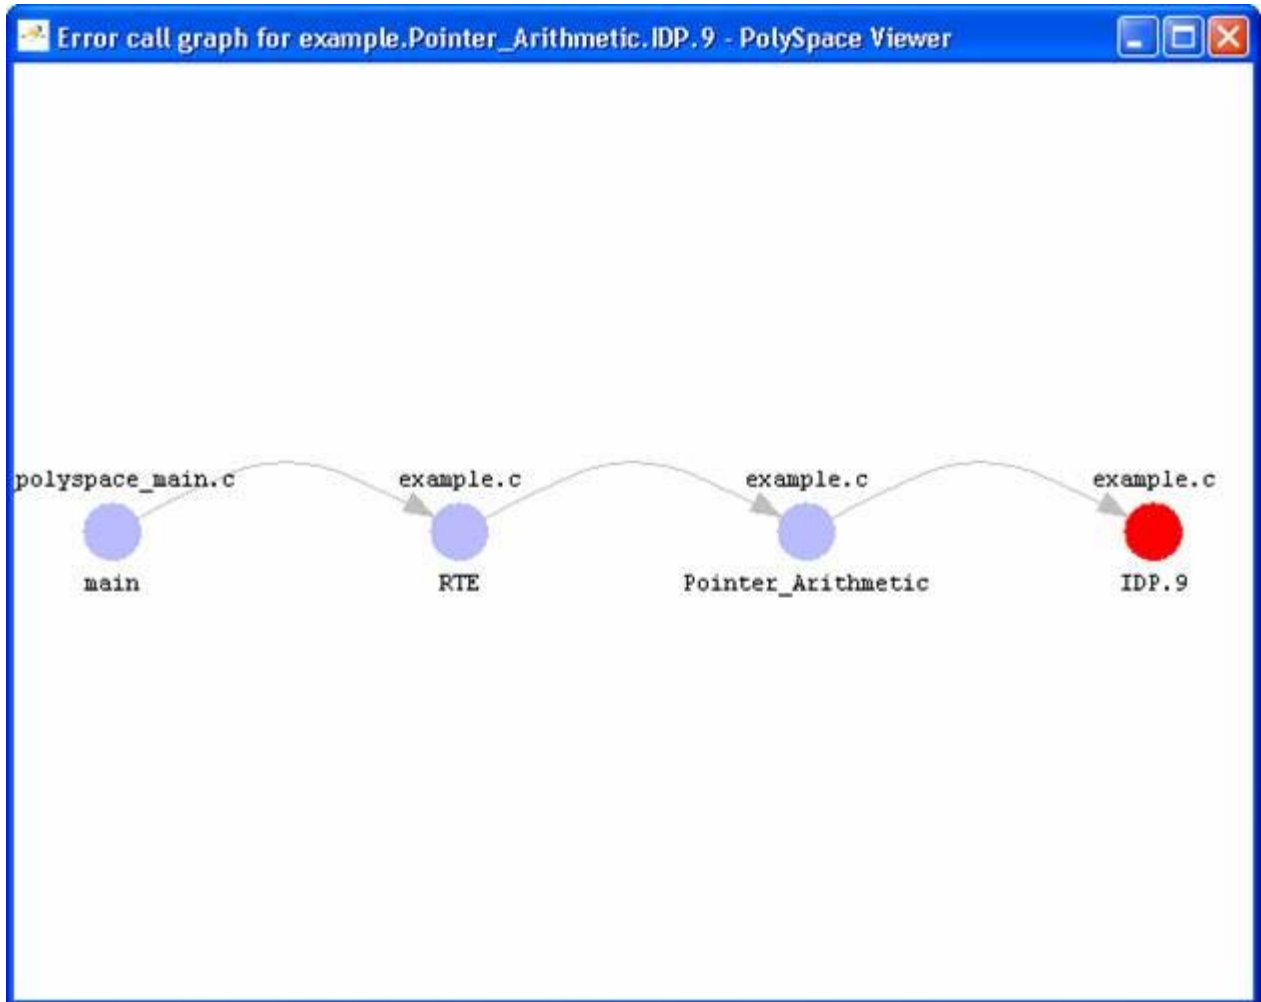 Error call graph for example.Pointer_Arithmetic.IDP.9 - PolySpace Viewer
polyspace_main.c example.c example.c example.c
main RTE Pointer_Arithmetic IDP.9